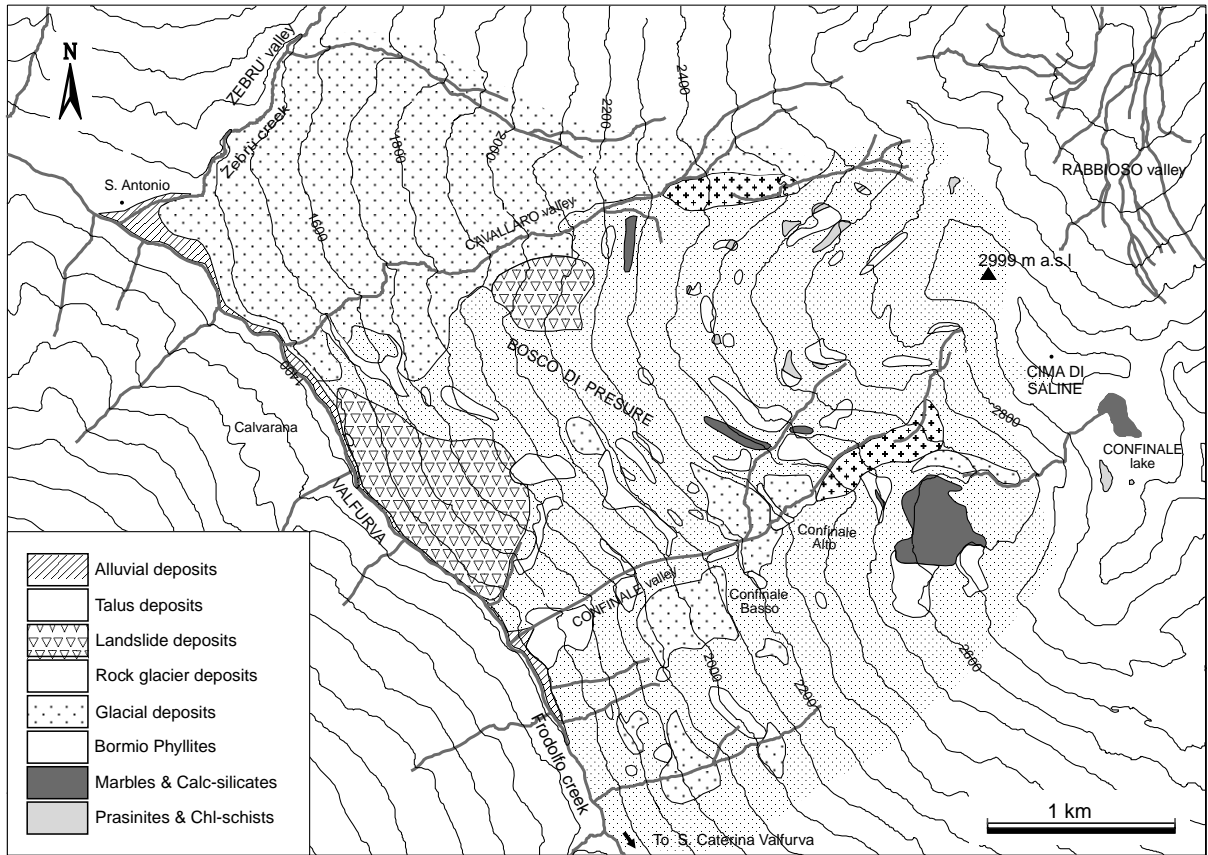 N
ZEBRU' valley
Zebrù creek
S. Antonio
2400
2200
2000
1800
1600
RABBIOSO valley
CAVALLARO valley
2999 m a.s.l
BOSCO DI PRESURE
CIMA DI
SALINE
2800
1400
Calvarana
CONFINALE
lake
VALFURVA
Confinale
Alto
CONFINALE valley
Confinale
Basso
2600
2000
2200
Frodolfo creek
Alluvial deposits
Talus deposits
Landslide deposits
Rock glacier deposits
Glacial deposits
Bormio Phyllites
Marbles & Calc-silicates
Prasinites & Chl-schists
1 km
To S. Caterina Valfurva